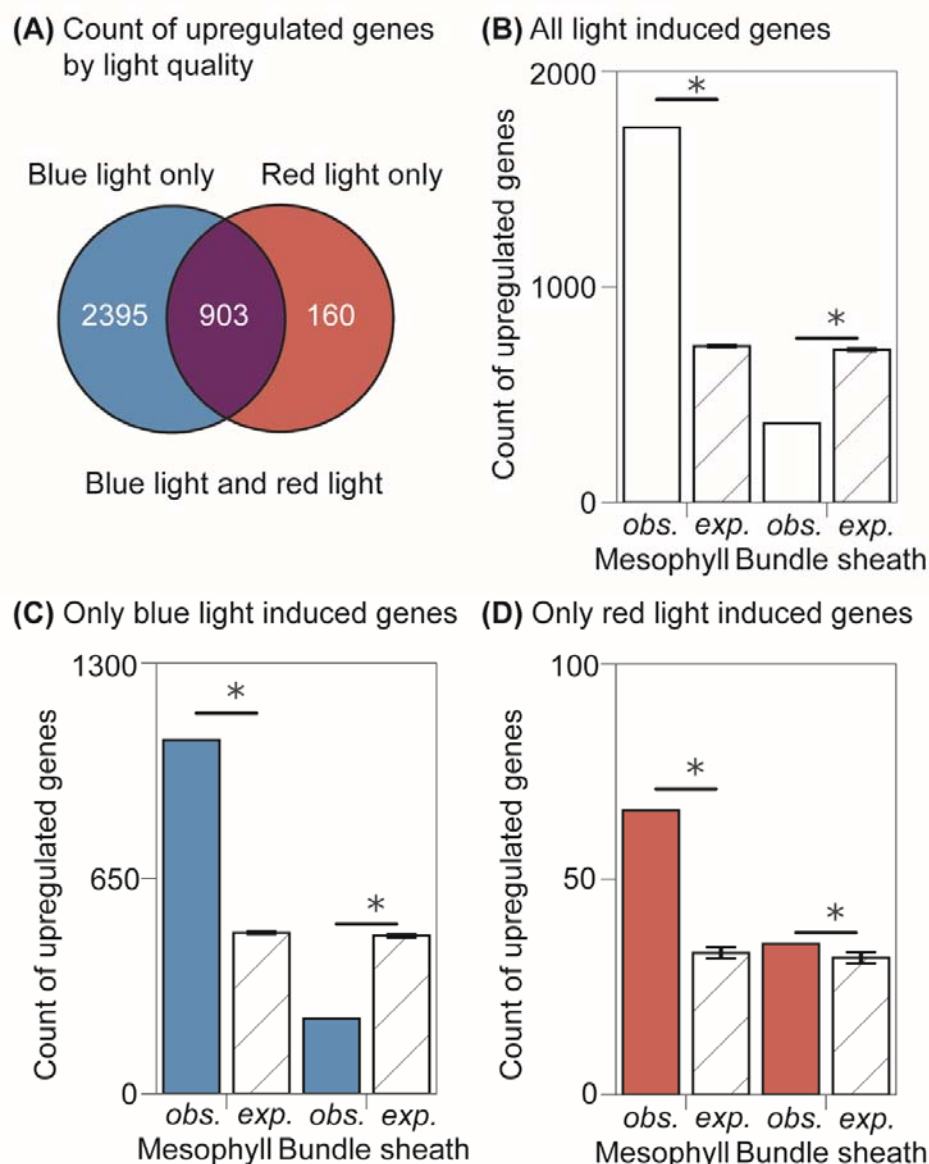 (A) Count of upregulated genes
by light quality
Blue light only Red light only
2395 903 160
Blue light and red light
(B) All light induced genes
Count of upregulated genes
2000
1000
0
*
*
obs. exp. obs. exp.
Mesophyll Bundle sheath
(C) Only blue light induced genes
Count of upregulated genes
1300
650
0
*
*
obs. exp. obs. exp.
Mesophyll Bundle sheath
(D) Only red light induced genes
Count of upregulated genes
100
50
0
*
*
obs. exp. obs. exp.
Mesophyll Bundle sheath